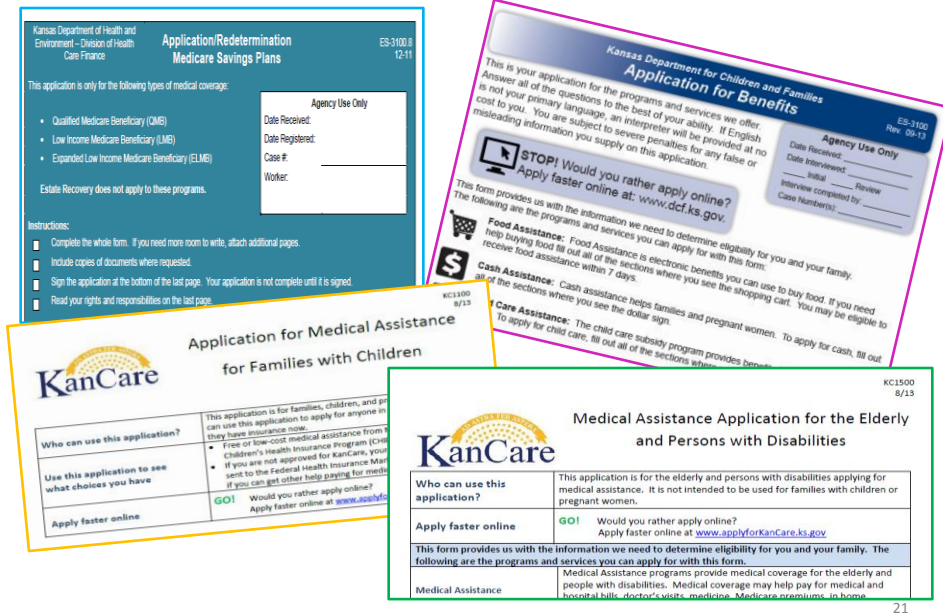 Kansas Department of Health and
Environment – Division of Health
Care Finance
Application/Redetermination
Medicare Savings Plans
ES-3100.8
12-11
This application is only for the following types of medical coverage:
• Qualified Medicare Beneficiary (QMB)
• Low Income Medicare Beneficiary (LMB)
• Expanded Low Income Medicare Beneficiary (ELMB)
Estate Recovery does not apply to these programs.
Agency Use Only
Date Received:
Date Registered:
Case #:
Worker:
Instructions:
Complete the whole form. If you need more room to write, attach additional pages.
Include copies of documents where requested.
Sign the application at the bottom of the last page. Your application is not complete until it is signed.
Read your rights and responsibilities on the last page.
Kansas Department for Children and Families
Application for Benefits
ES-3100
Rev. 09-13
This is your application for the programs and services we offer.
Answer all of the questions to the best of your ability. If English
is not your primary language, an interpreter will be provided at no
cost to you. You are subject to severe penalties for any false or
misleading information you supply on this application.
Agency Use Only
Date Received:
Date Interviewed:
Initial Review
Interview completed by:
Case Number(s):
STOP! Would you rather apply online?
Apply faster online at: www.dcf.ks.gov.
This form provides us with the information we need to determine eligibility for you and your family.
The following are the programs and services you can apply for with this form:
Food Assistance: Food Assistance is electronic benefits you can use to buy food. If you need
help buying food fill out all of the sections where you see the shopping cart. You may be eligible to
receive food assistance within 7 days.
Cash Assistance: Cash assistance helps families and pregnant women. To apply for cash, fill out
all of the sections where you see the dollar sign.
Care Assistance: The child care subsidy program provides
To apply for child care, fill out all of the sections
KC1100
8/13
KanCare
Application for Medical Assistance
for Families with Children
Who can use this application?
This application is for families, children, and
can use this application to apply for anyone in
they have insurance now.
Use this application to see
what choices you have
• Free or low-cost medical assistance from
Children's Health Insurance Program
• If you are not approved for KanCare, your
sent to the Federal Health Insurance
if you can get other help paying for
Apply faster online
GO! Would you rather apply online?
Apply faster online at
KC1500
8/13
KanCare
Medical Assistance Application for the Elderly
and Persons with Disabilities
Who can use this
application?
This application is for the elderly and persons with disabilities applying for
medical assistance. It is not intended to be used for families with children or
pregnant women.
Apply faster online
GO! Would you rather apply online?
Apply faster online at www.applyforKanCare.ks.gov
This form provides us with the information we need to determine eligibility for you and your family. The
following are the programs and services you can apply for with this form.
Medical Assistance
Medical Assistance programs provide medical coverage for the elderly and
people with disabilities. Medical coverage may help pay for medical and
hospital bills, doctor's visits, medicine, Medicare premiums, in home
21